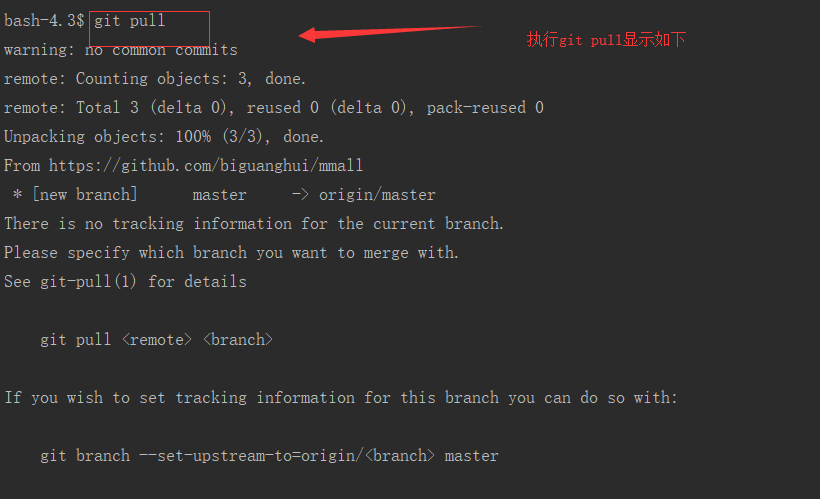 bash-4.3$ git pull
执行git pull显示如下
warning: no common commits
remote: Counting objects: 3, done.
remote: Total 3 (delta 0), reused 0 (delta 0), pack-reused 0
Unpacking objects: 100% (3/3), done.
From https://github.com/biguanghui/mmall
 * [new branch]      master     -> origin/master
There is no tracking information for the current branch.
Please specify which branch you want to merge with.
See git-pull(1) for details
    git pull <remote> <branch>
If you wish to set tracking information for this branch you can do so with:
    git branch --set-upstream-to=origin/<branch> master